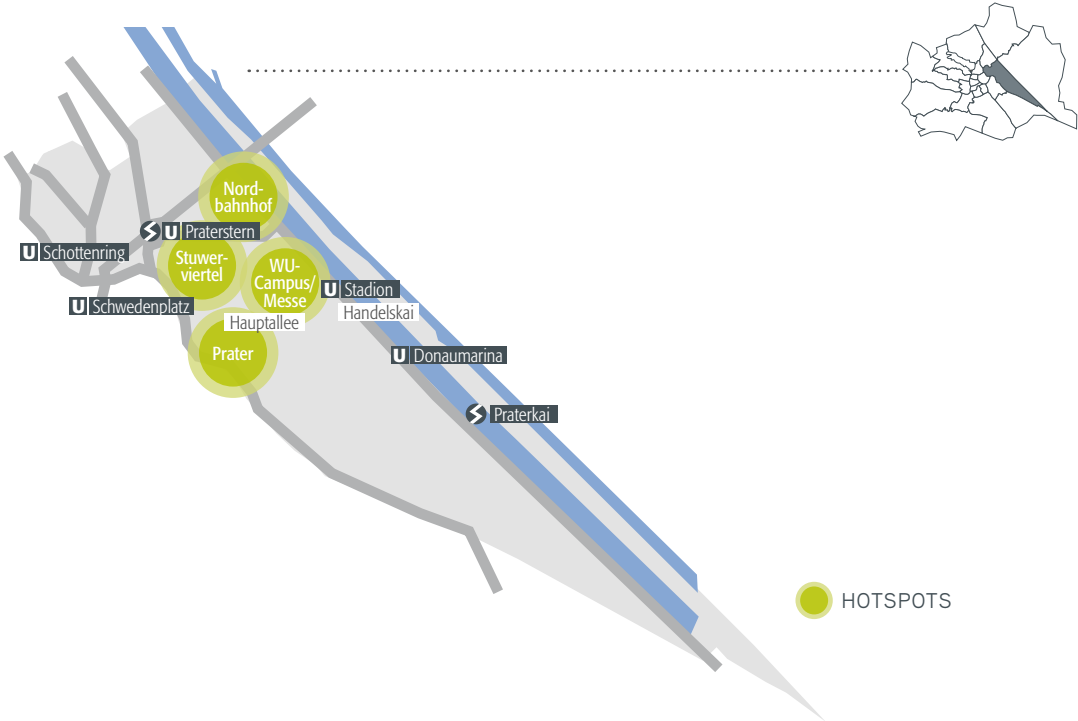 Nord-
bahnhof
U Praterstern
U Schottenring
Stuwer-
viertel
WU-
Campus/
Messe
U Stadion
U Schwedenplatz
Handelskai
Hauptallee
Prater
U Donaumarina
Praterkai
HOTSPOTS